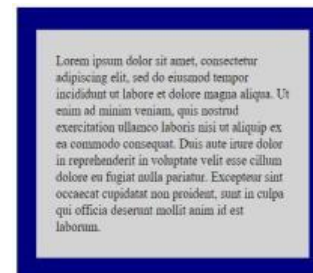 Lorem ipsum dolor sit amet, consectetur
adipiscing elit, sed do eiusmod tempor
incididunt ut labore et dolore magna aliqua. Ut
enim ad minim veniam, quis nostrud
exercitation ullamco laboris nisi ut aliquip ex
ea commodo consequat. Duis aute irure dolor
in reprehenderit in voluptate velit esse cillum
dolore eu fugiat nulla pariatur. Excepteur sint
occaecat cupidatat non proident, sunt in culpa
qui officia deserunt mollit anim id est
laborum.